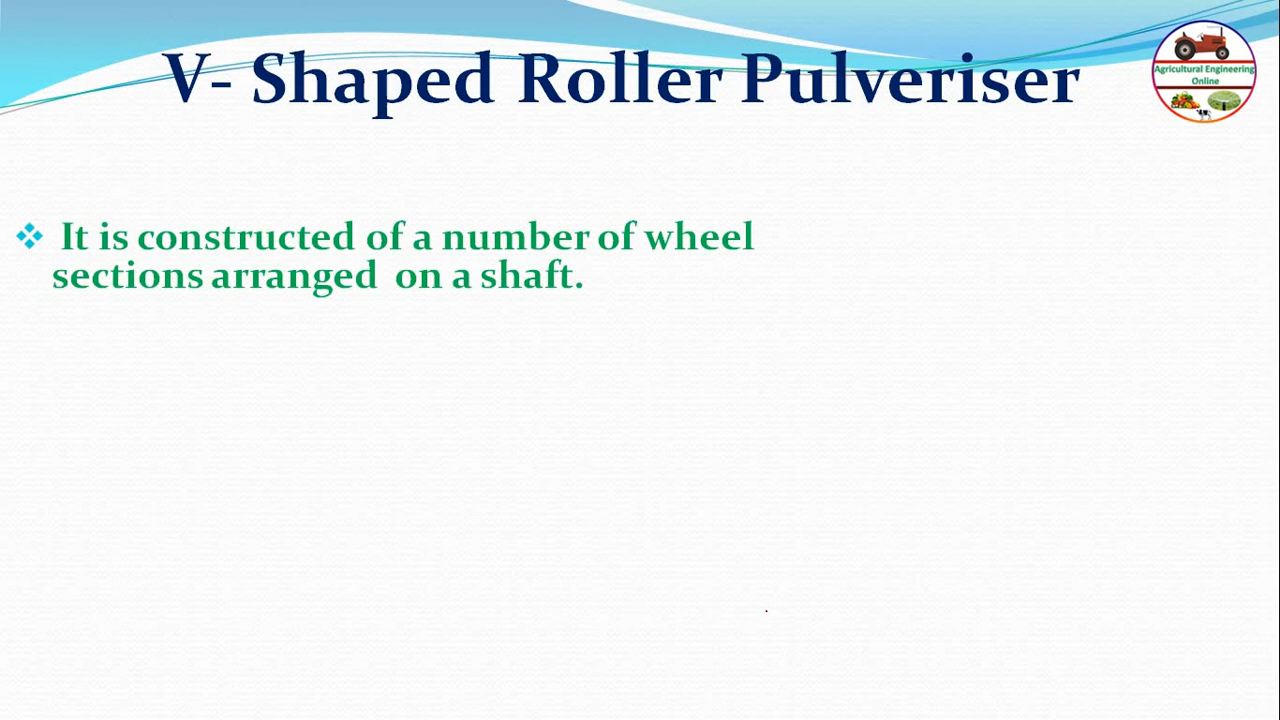 V- Shaped Roller Pulveriser
Agricultural Engineering
Online
It is constructed of a number of wheel
sections arranged on a shaft.